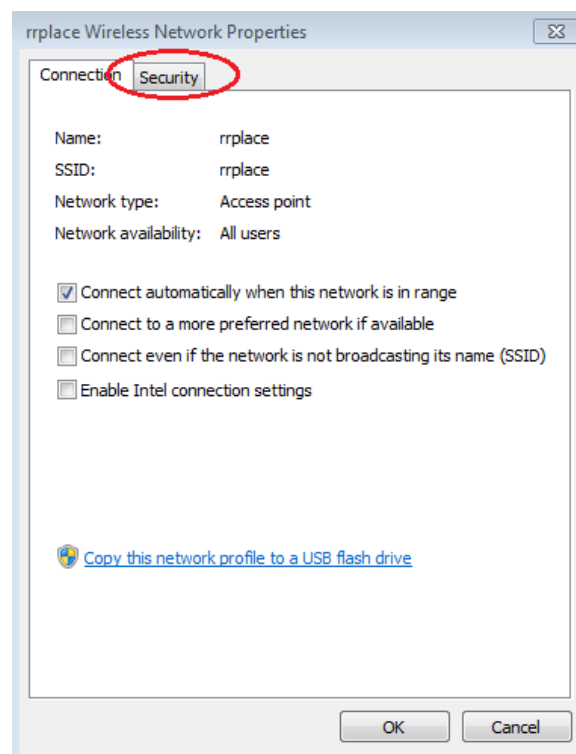 rrplace Wireless Network Properties
Connection Security
Name: rrplace
SSID: rrplace
Network type: Access point
Network availability: All users
Connect automatically when this network is in range
Connect to a more preferred network if available
Connect even if the network is not broadcasting its name (SSID)
Enable Intel connection settings
Copy this network profile to a USB flash drive
OK Cancel